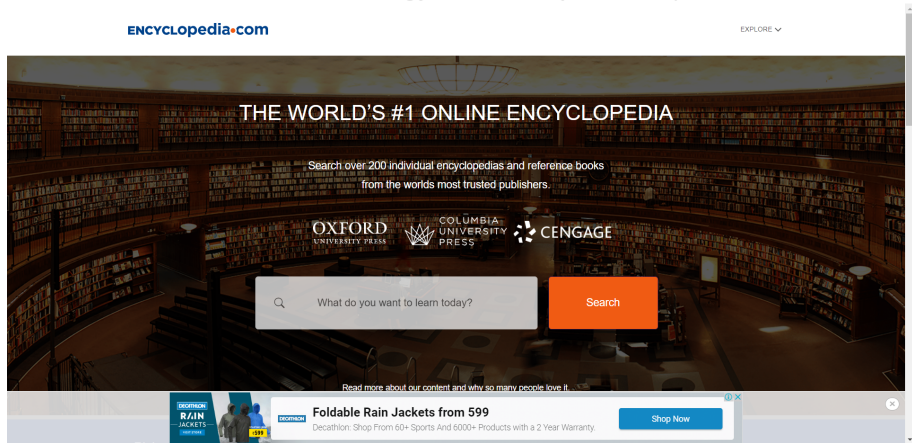 ENCYCLOpedia.com
EXPLORE
THE WORLD'S #1 ONLINE ENCYCLOPEDIA
Search over 200 individual encyclopedias and reference books
from the worlds most trusted publishers.
OXFORD
UNIVERSITY PRESS
COLUMBIA
UNIVERSITY
PRESS
CENGAGE
What do you want to learn today?
Search
Read more about our content and why so many people love it.
DECATHLON
RAIN
JACKETS
₹599
DECATHLON
Foldable Rain Jackets from 599
Decathlon: Shop From 60+ Sports And 6000+ Products with a 2 Year Warranty.
Shop Now